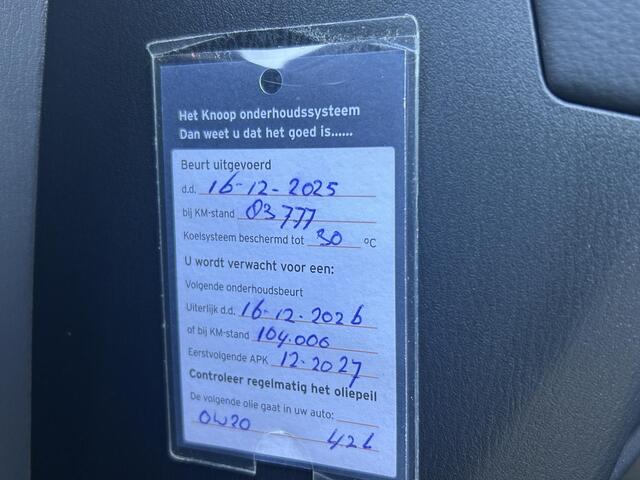 Het Knoop onderhoudssysteem
Dan weet u dat het goed is......
Beurt uitgevoerd
d.d. 16-12-2025
bij KM-stand 83777
Koelsysteem beschermd tot 30 °C
U wordt verwacht voor een:
Volgende onderhoudsbeurt
Uiterlijk d.d. 16-12-2026
of bij KM-stand 104.000
Eerstvolgende APK 12-2027
Controleer regelmatig het oliepeil
De volgende olie gaat in uw auto:
0W20 42L